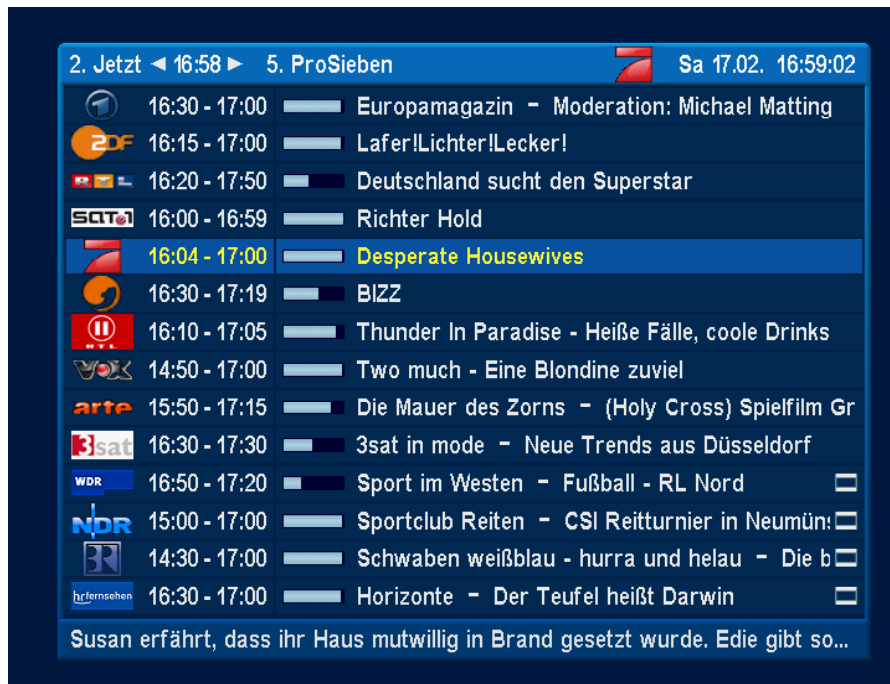 2. Jetzt ◄ 16:58 ► 5. ProSieben Sa 17.02. 16:59:02
16:30 - 17:00 Europamagazin - Moderation: Michael Matting
2DF 16:15 - 17:00 Lafer!Lichter!Lecker!
RTL 16:20 - 17:50 Deutschland sucht den Superstar
SAT1 16:00 - 16:59 Richter Hold
16:04 - 17:00 Desperate Housewives
16:30 - 17:19 BIZZ
II RTL 16:10 - 17:05 Thunder In Paradise - Heiße Fälle, coole Drinks
VOX 14:50 - 17:00 Two much - Eine Blondine zuviel
arte 15:50 - 17:15 Die Mauer des Zorns - (Holy Cross) Spielfilm Gr
3sat 16:30 - 17:30 3sat in mode - Neue Trends aus Düsseldorf
WDR 16:50 - 17:20 Sport im Westen - Fußball - RL Nord
NDR 15:00 - 17:00 Sportclub Reiten - CSI Reitturnier in Neumün:
BR 14:30 - 17:00 Schwaben weißblau - hurra und helau - Die b
hr fernsehen 16:30 - 17:00 Horizonte - Der Teufel heißt Darwin
Susan erfährt, dass ihr Haus mutwillig in Brand gesetzt wurde. Edie gibt so...